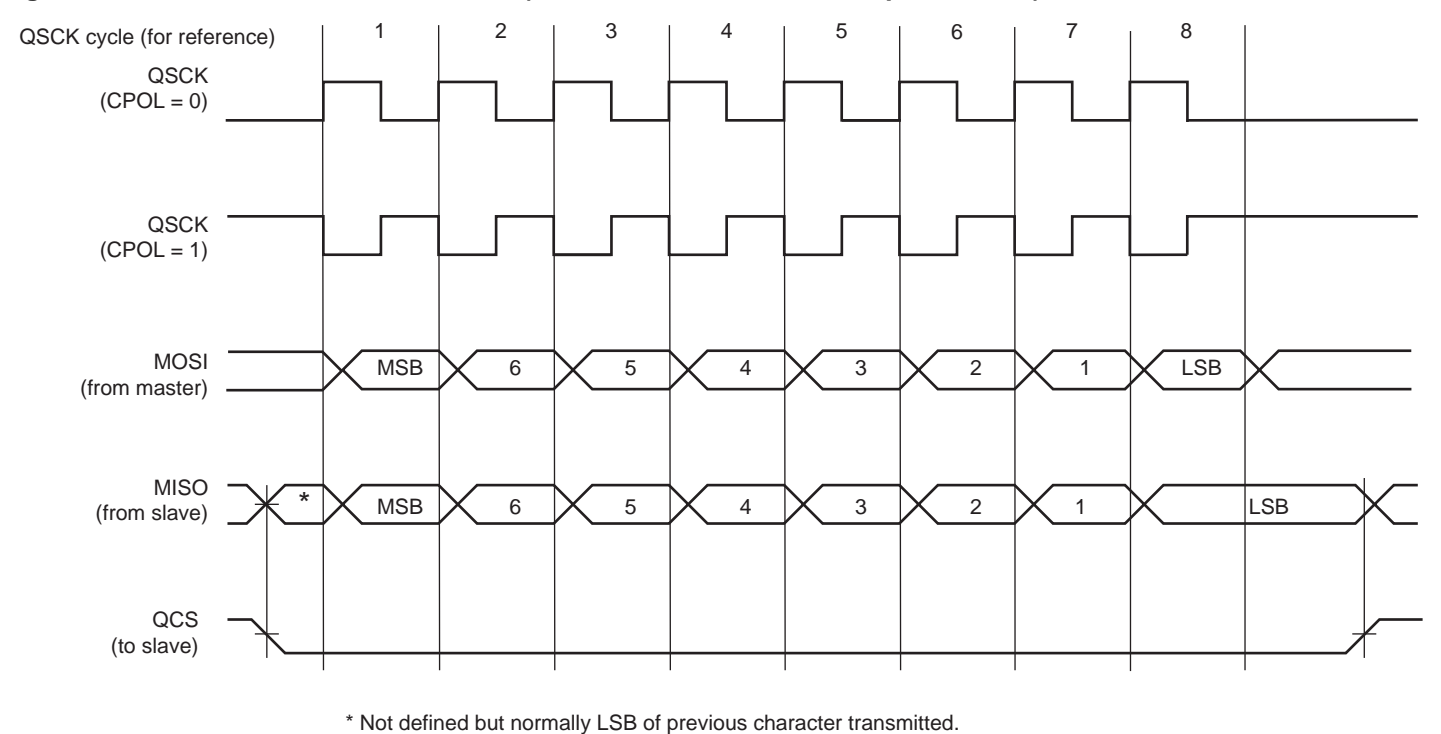 QSCK cycle (for reference) 1 2 3 4 5 6 7 8
QSCK
(CPOL = 0)
QSCK
(CPOL = 1)
MOSI
(from master)
MSB 6 5 4 3 2 1 LSB
MISO
(from slave)
* MSB 6 5 4 3 2 1 LSB
QCS
(to slave)
* Not defined but normally LSB of previous character transmitted.